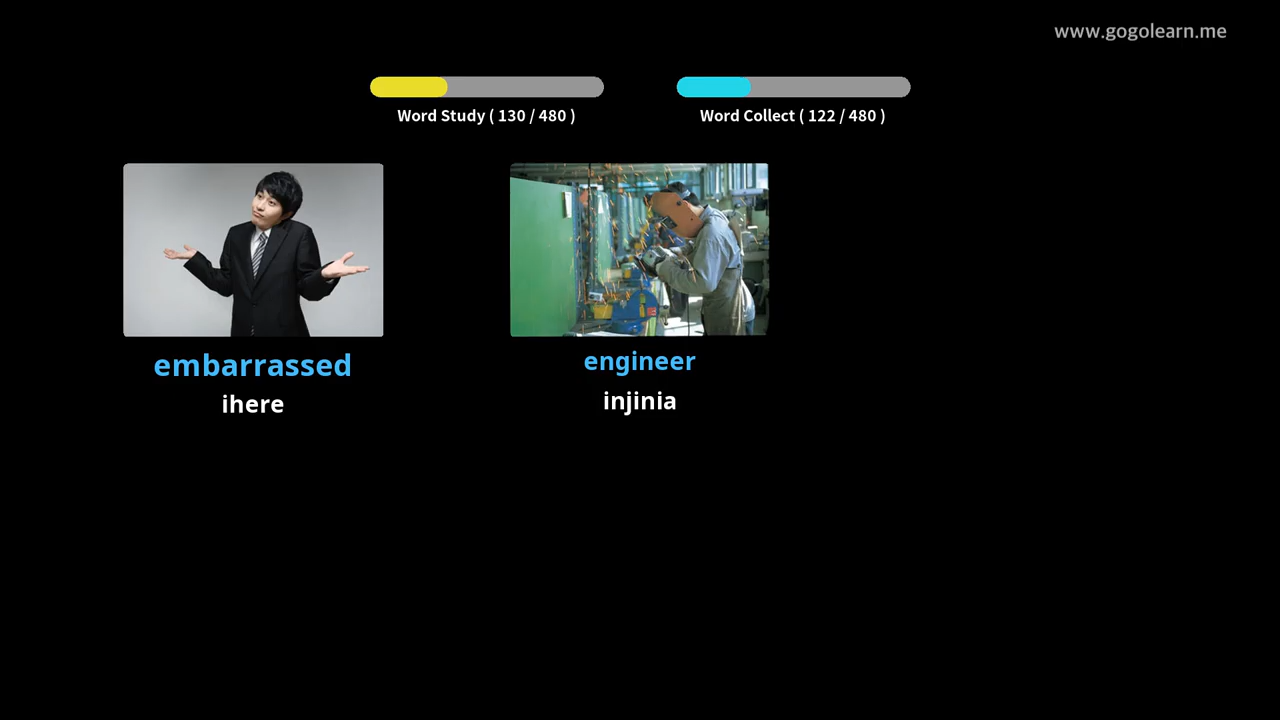 www.gogolearn.me
Word Study ( 130 / 480 )
Word Collect ( 122 / 480 )
embarrassed
ihere
engineer
injinia